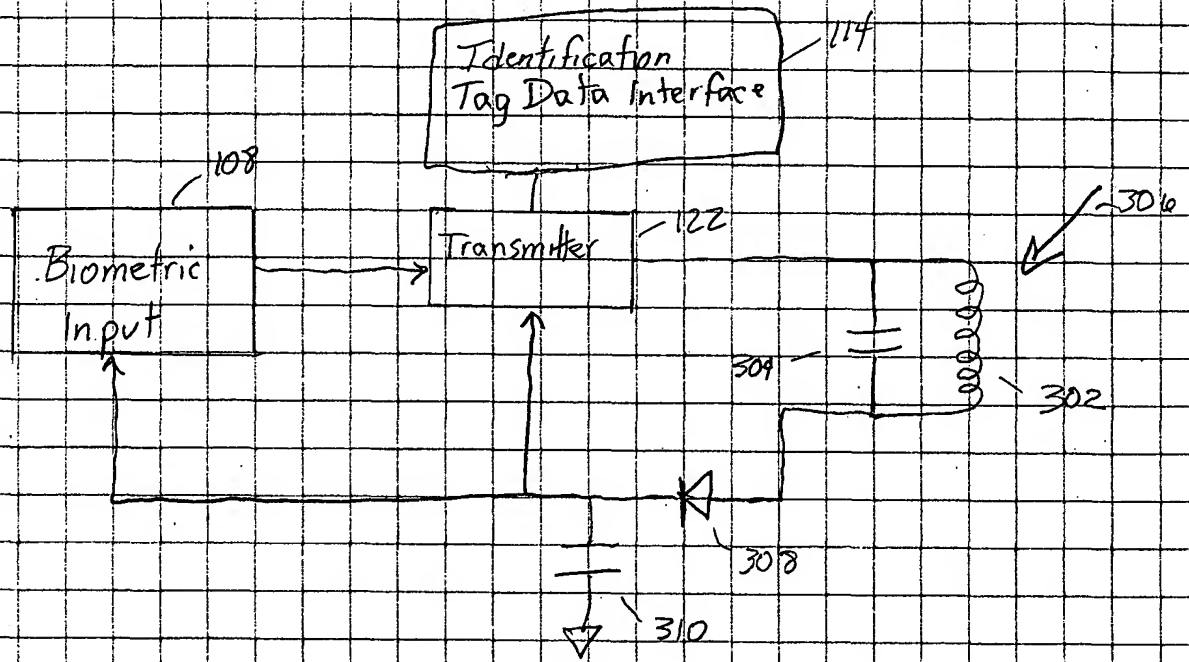 114
Identification
Tag Data Interface
108
122
Transmitter
306
Biometric
Input
304
302
308
310